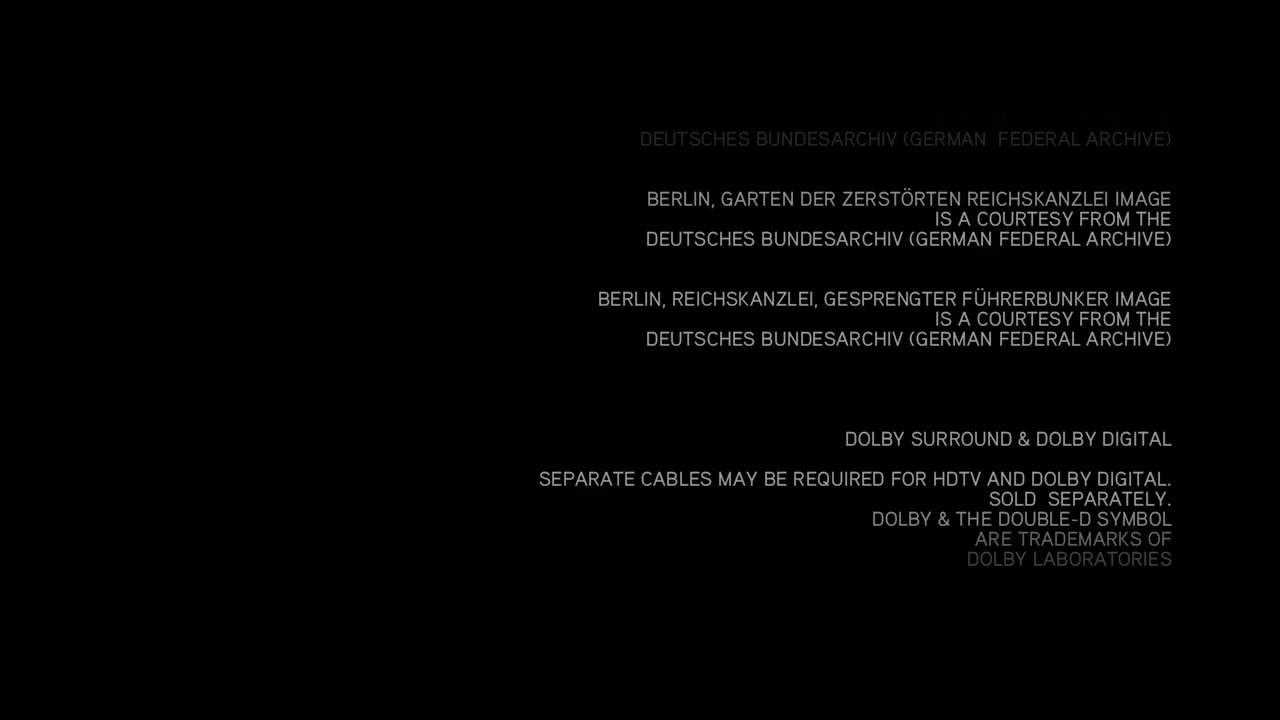 DEUTSCHES BUNDESARCHIV (GERMAN FEDERAL ARCHIVE)
BERLIN, GARTEN DER ZERSTÖRTEN REICHSKANZLEI IMAGE
IS A COURTESY FROM THE
DEUTSCHES BUNDESARCHIV (GERMAN FEDERAL ARCHIVE)
BERLIN, REICHSKANZLEI, GESPRENGTER FÜHRERBUNKER IMAGE
IS A COURTESY FROM THE
DEUTSCHES BUNDESARCHIV (GERMAN FEDERAL ARCHIVE)
DOLBY SURROUND & DOLBY DIGITAL
SEPARATE CABLES MAY BE REQUIRED FOR HDTV AND DOLBY DIGITAL.
SOLD SEPARATELY.
DOLBY & THE DOUBLE-D SYMBOL
ARE TRADEMARKS OF
DOLBY LABORATORIES